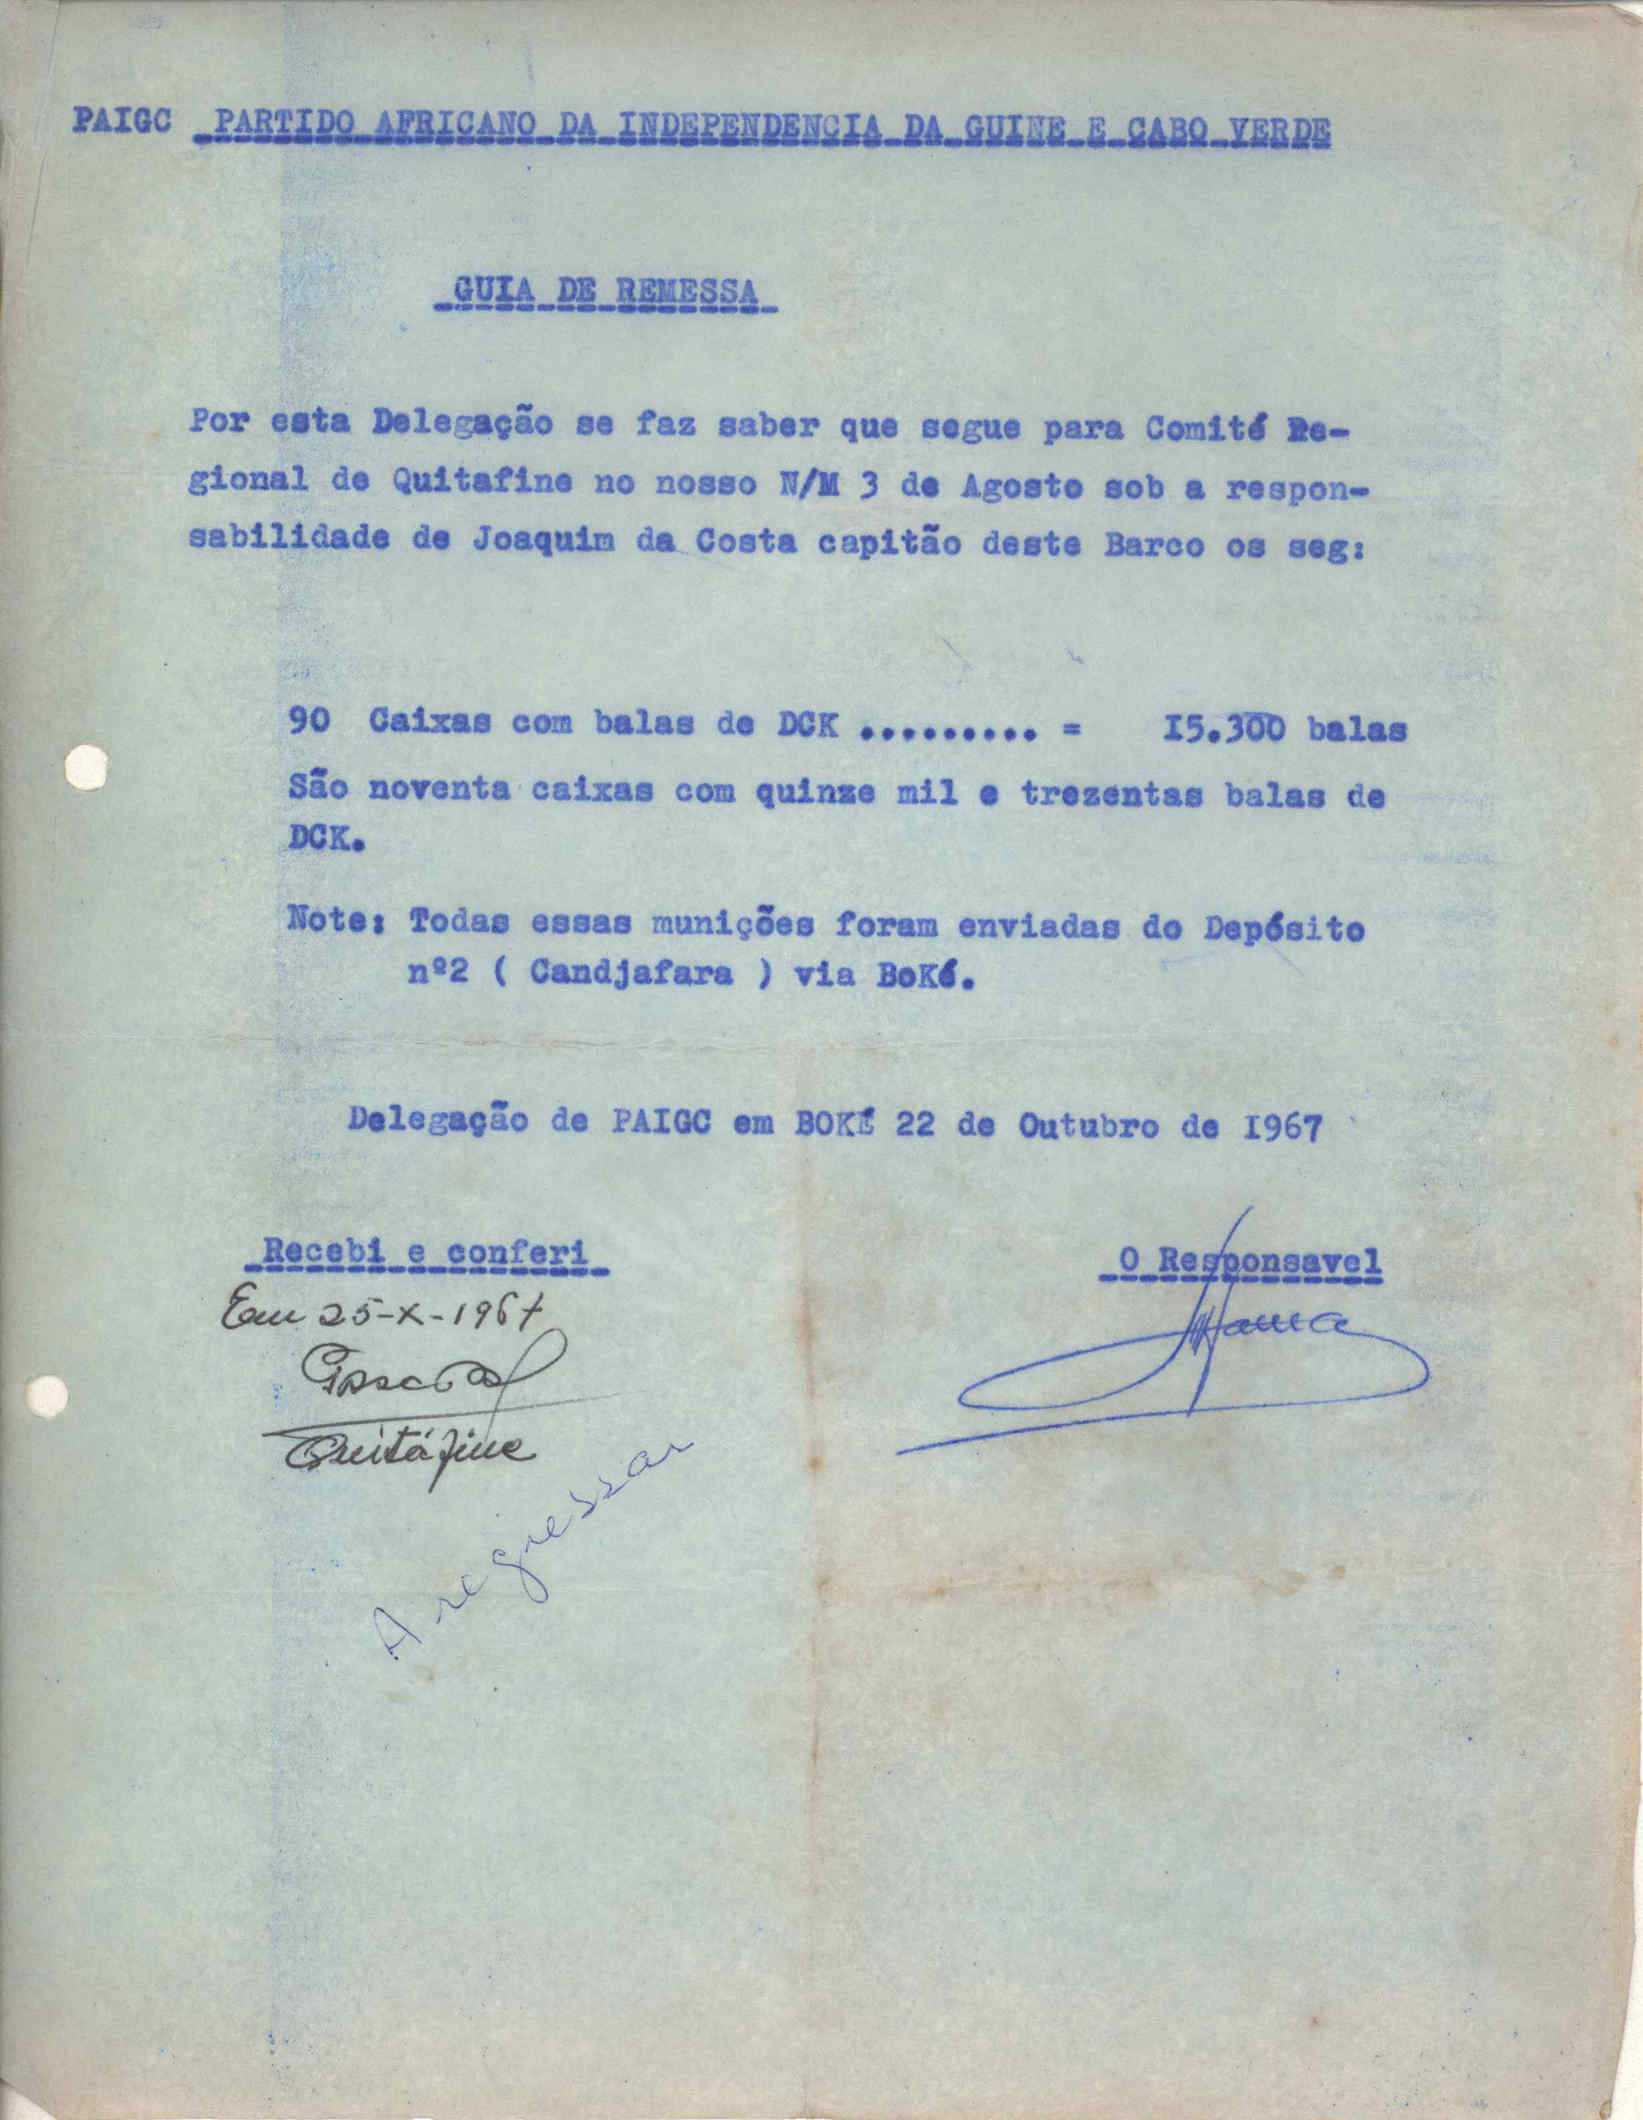 PAIGC PARTIDO AFRICANO DA INDEPENDENCIA DA GUINE E CABO VERDE
GUIA DE REMESSA
Por esta Delegação se faz saber que segue para Comité Re-
gional de Quitafine no nosso N/M 3 de Agosto sob a respon-
sabilidade de Joaquim da Costa capitão deste Barco os seg:
90 Caixas com balas de DCK ......... = I5.300 balas
São noventa caixas com quinze mil e trezentas balas de
DCK.
Note: Todas essas munições foram enviadas do Depósito
nº2 ( Candjafara ) via BoKé.
Delegação de PAIGC em BOKÉ 22 de Outubro de I967
Recebi e conferi
O Responsavel
Em 25-X-1967
Quitáfine
A regressar